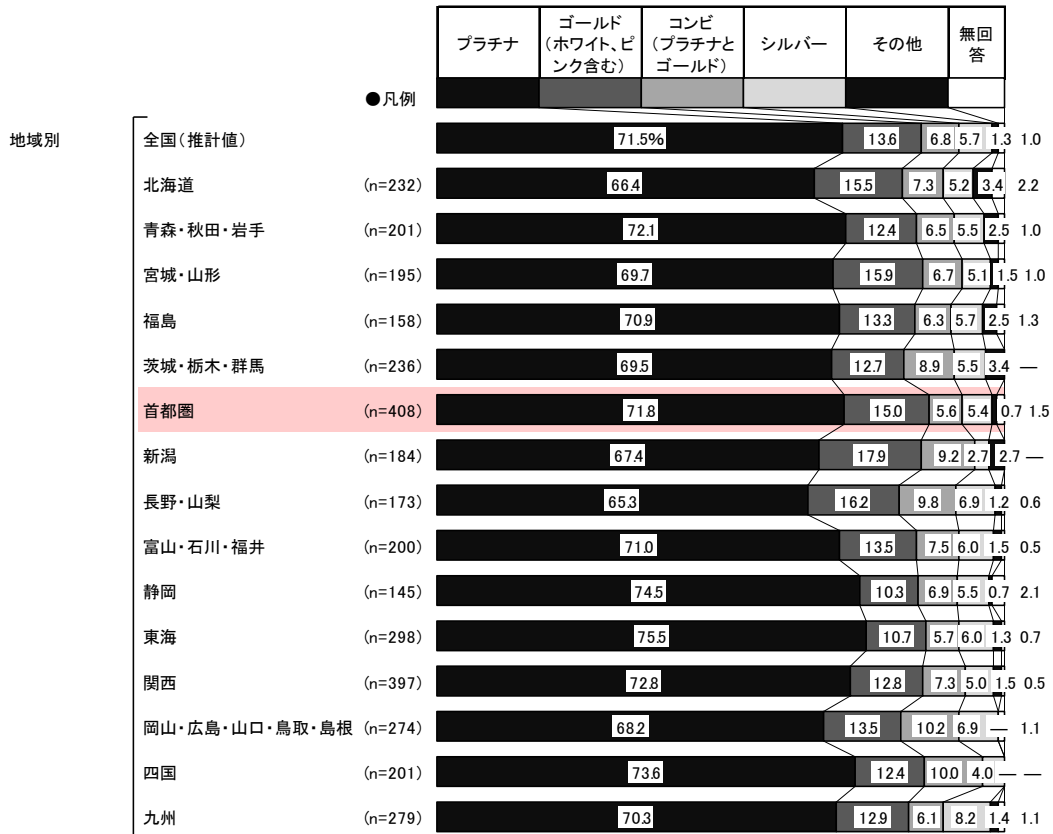 プラチナ
ゴールド
(ホワイト、ピ
ンク含む)
コンビ
(プラチナと
ゴールド)
シルバー
その他
無回
答
●凡例
地域別
全国(推計値) 71.5% 13.6 6.8 5.7 1.3 1.0
北海道 (n=232) 66.4 15.5 7.3 5.2 3.4 2.2
青森・秋田・岩手 (n=201) 72.1 12.4 6.5 5.5 2.5 1.0
宮城・山形 (n=195) 69.7 15.9 6.7 5.1 1.5 1.0
福島 (n=158) 70.9 13.3 6.3 5.7 2.5 1.3
茨城・栃木・群馬 (n=236) 69.5 12.7 8.9 5.5 3.4 ―
首都圏 (n=408) 71.8 15.0 5.6 5.4 0.7 1.5
新潟 (n=184) 67.4 17.9 9.2 2.7 2.7 ―
長野・山梨 (n=173) 65.3 16.2 9.8 6.9 1.2 0.6
富山・石川・福井 (n=200) 71.0 13.5 7.5 6.0 1.5 0.5
静岡 (n=145) 74.5 10.3 6.9 5.5 0.7 2.1
東海 (n=298) 75.5 10.7 5.7 6.0 1.3 0.7
関西 (n=397) 72.8 12.8 7.3 5.0 1.5 0.5
岡山・広島・山口・鳥取・島根 (n=274) 68.2 13.5 10.2 6.9 ― 1.1
四国 (n=201) 73.6 12.4 10.0 4.0 ― ―
九州 (n=279) 70.3 12.9 6.1 8.2 1.4 1.1